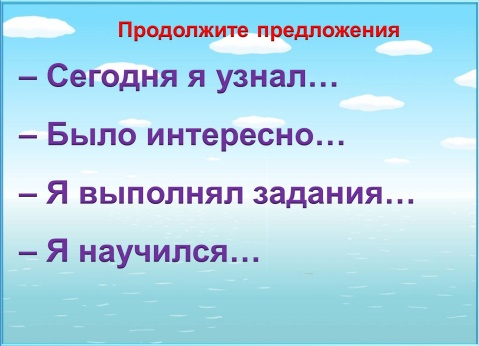 Продолжите предложения
– Сегодня я узнал…
– Было интересно…
– Я выполнял задания…
– Я научился…